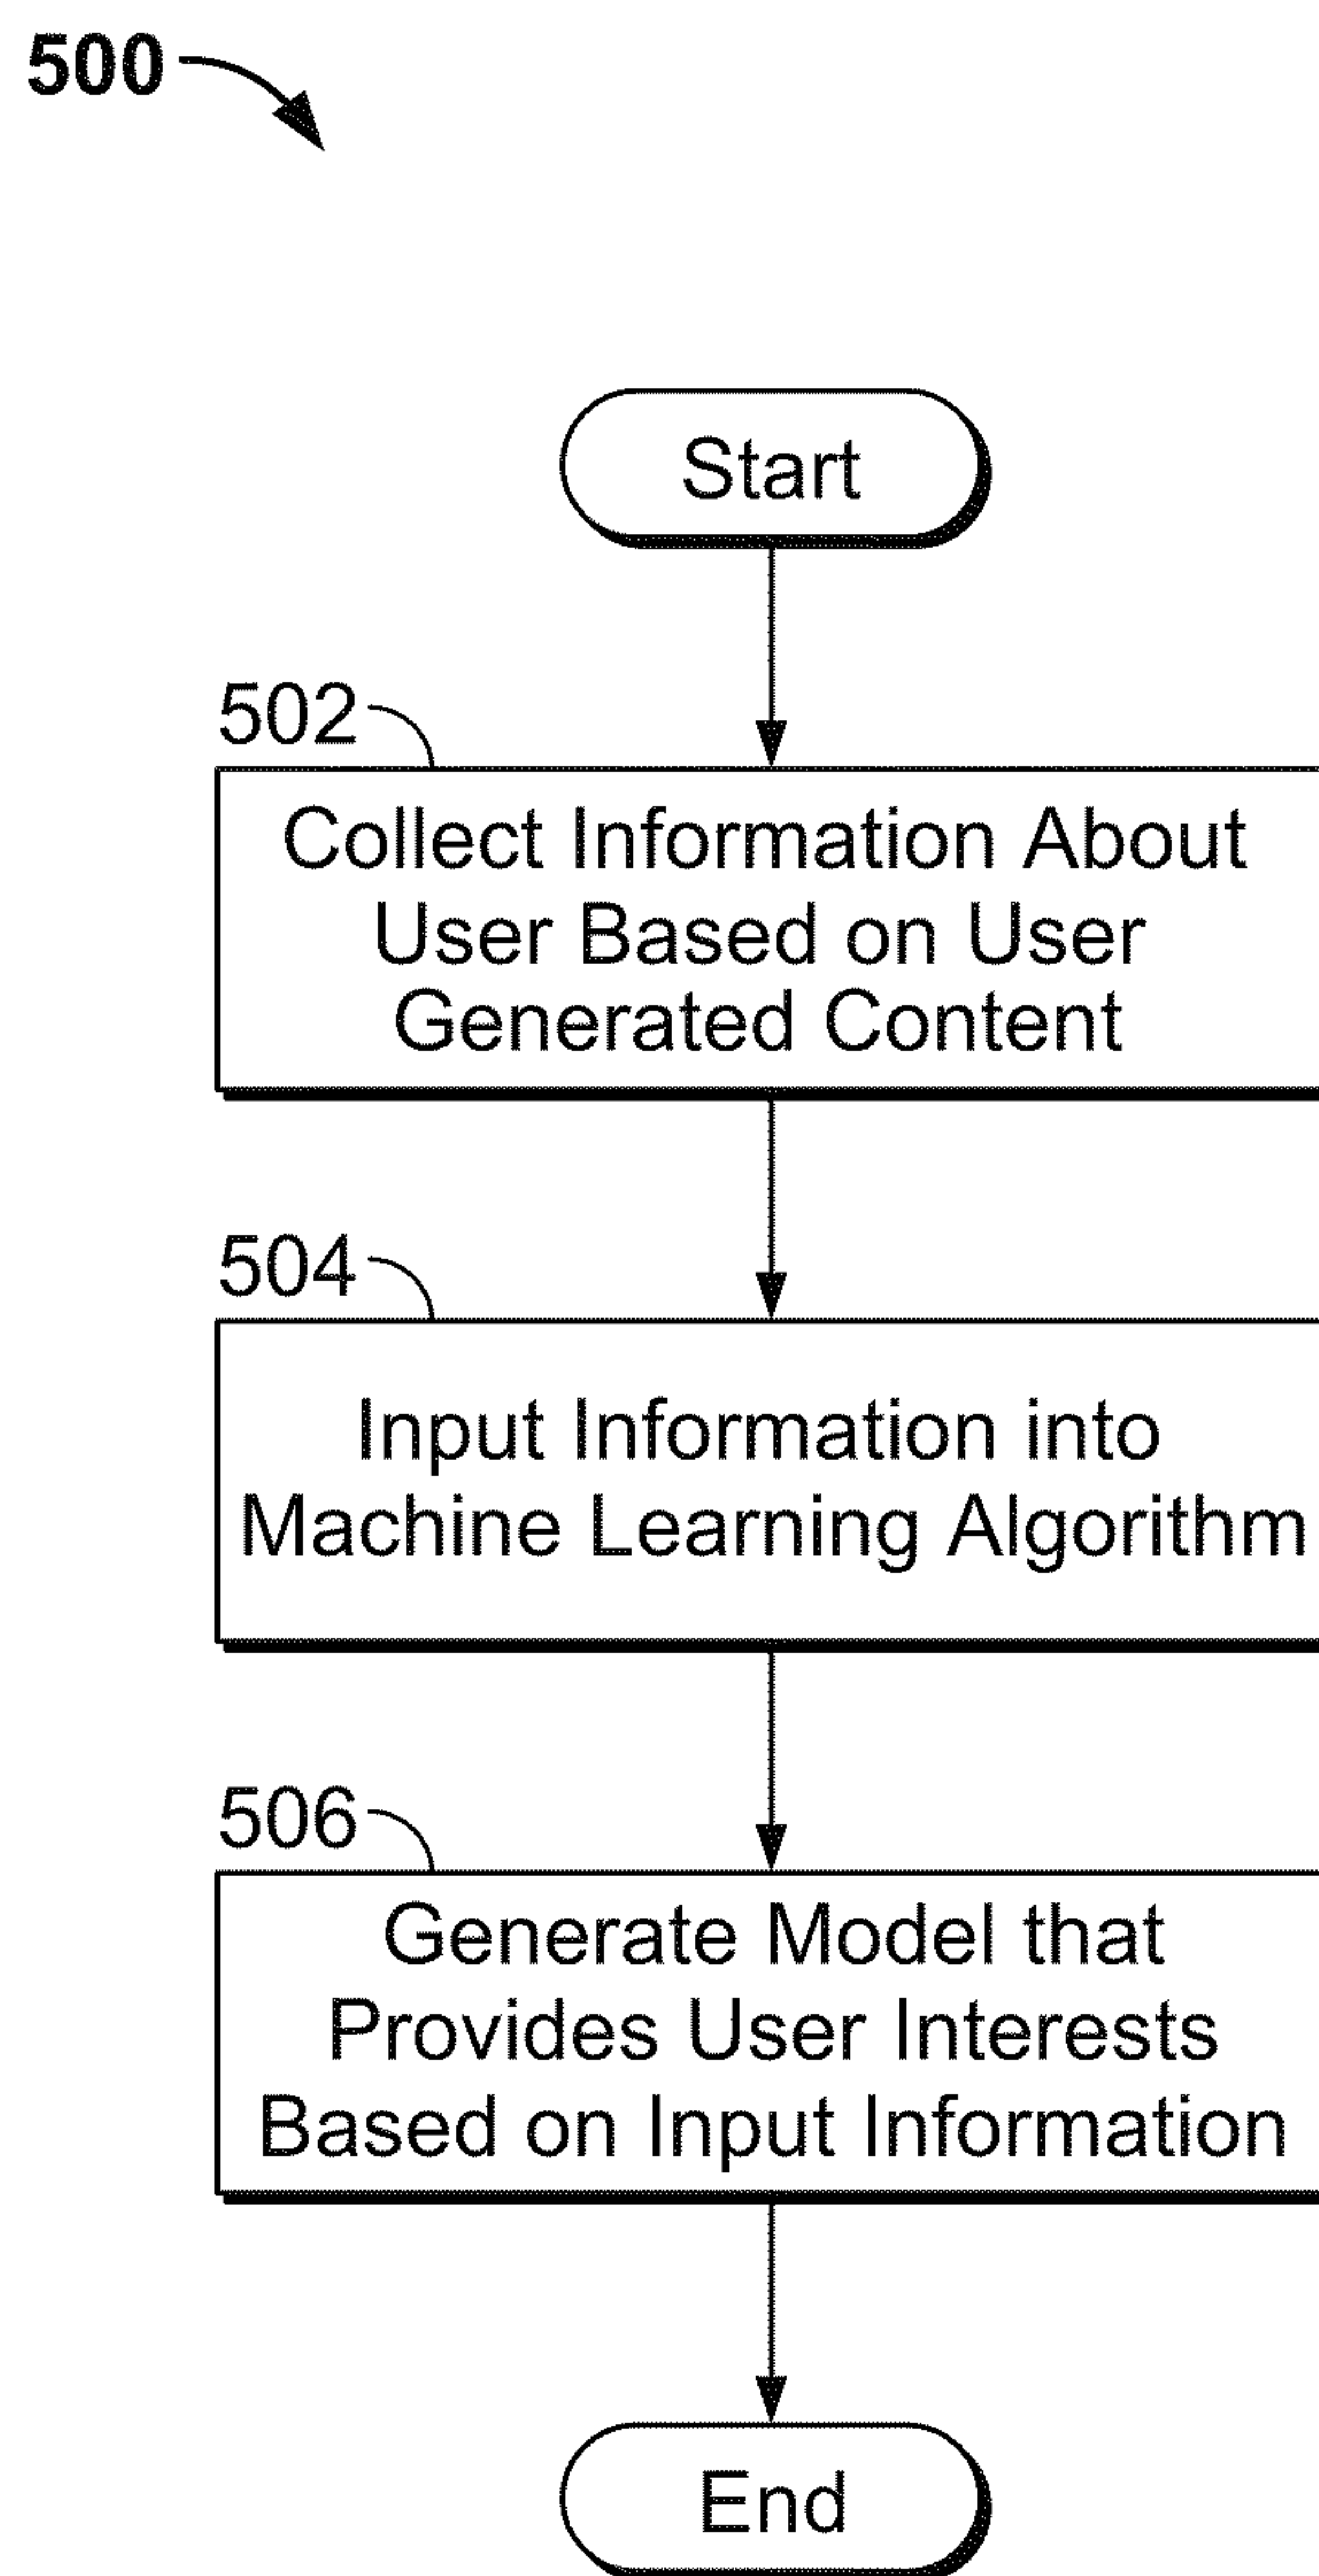 500
Start
502
Collect Information About
User Based on User
Generated Content
504
Input Information into
Machine Learning Algorithm
506
Generate Model that
Provides User Interests
Based on Input Information
End